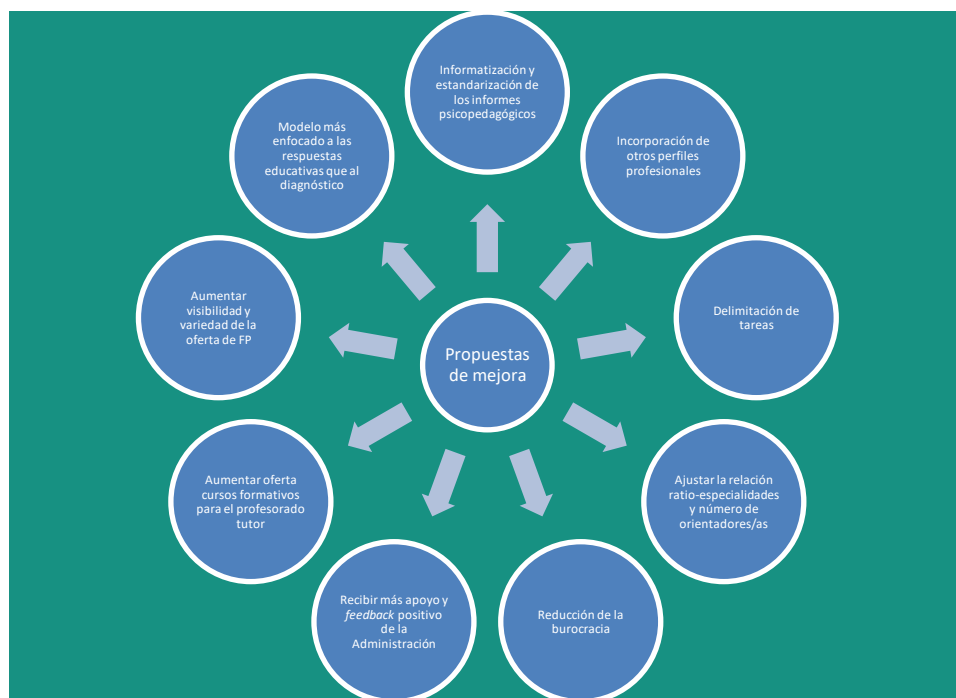 Informatización y
estandarización de
los informes
psicopedagógicos
Incorporación de
otros perfiles
profesionales
Delimitación de
tareas
Ajustar la relación
ratio-especialidades
y número de
orientadores/as
Reducción de la
burocracia
Recibir más apoyo y
feedback positivo
de la
Administración
Aumentar oferta
cursos formativos
para el profesorado
tutor
Aumentar
visibilidad y
variedad de la
oferta de FP
Modelo más
enfocado a las
respuestas
educativas que al
diagnóstico
Propuestas
de mejora